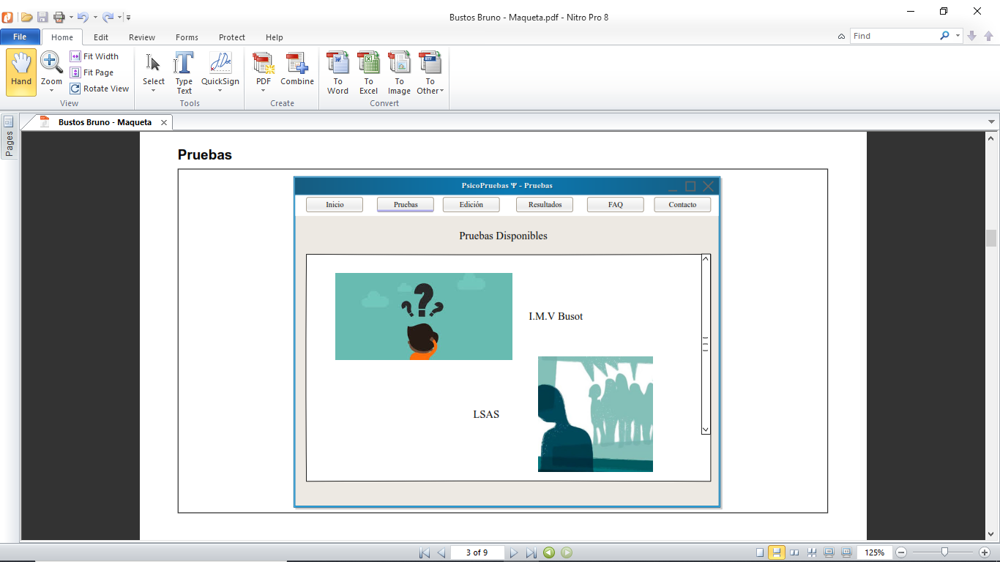 Bustos Bruno - Maqueta.pdf - Nitro Pro 8
File Home Edit Review Forms Protect Help
Find
Hand
Zoom
Fit Width
Fit Page
Rotate View
View
Select
Type Text
QuickSign
Tools
PDF
Combine
Create
To Word
To Excel
To Image
To Other
Convert
Bustos Bruno - Maqueta
Pages
Pruebas
PsicoPruebas Ψ - Pruebas
Inicio Pruebas Edición Resultados FAQ Contacto
Pruebas Disponibles
???
I.M.V Busot
LSAS
3 of 9
125%